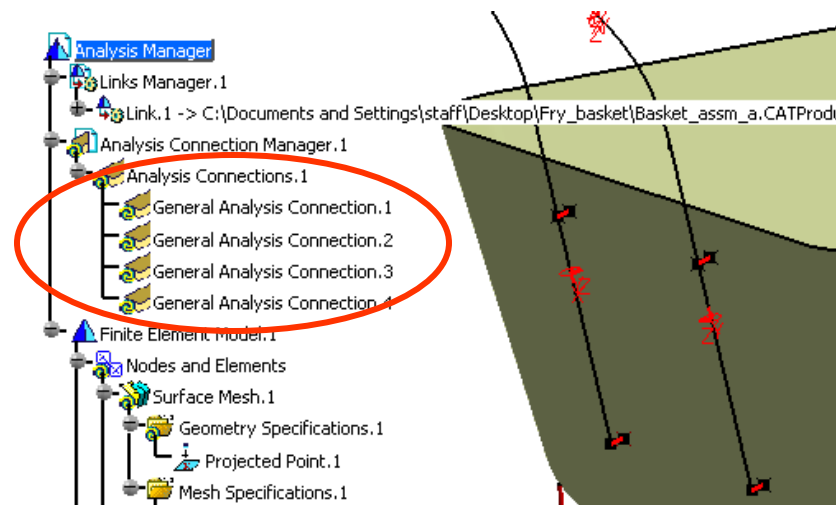 Analysis Manager
Links Manager.1
Link.1 -> C:\Documents and Settings\staff\Desktop\Fry_basket\Basket_assm_a.CATProdu
Analysis Connection Manager.1
Analysis Connections.1
General Analysis Connection.1
General Analysis Connection.2
General Analysis Connection.3
General Analysis Connection.4
Finite Element Model.1
Nodes and Elements
Surface Mesh.1
Geometry Specifications.1
Projected Point.1
Mesh Specifications.1